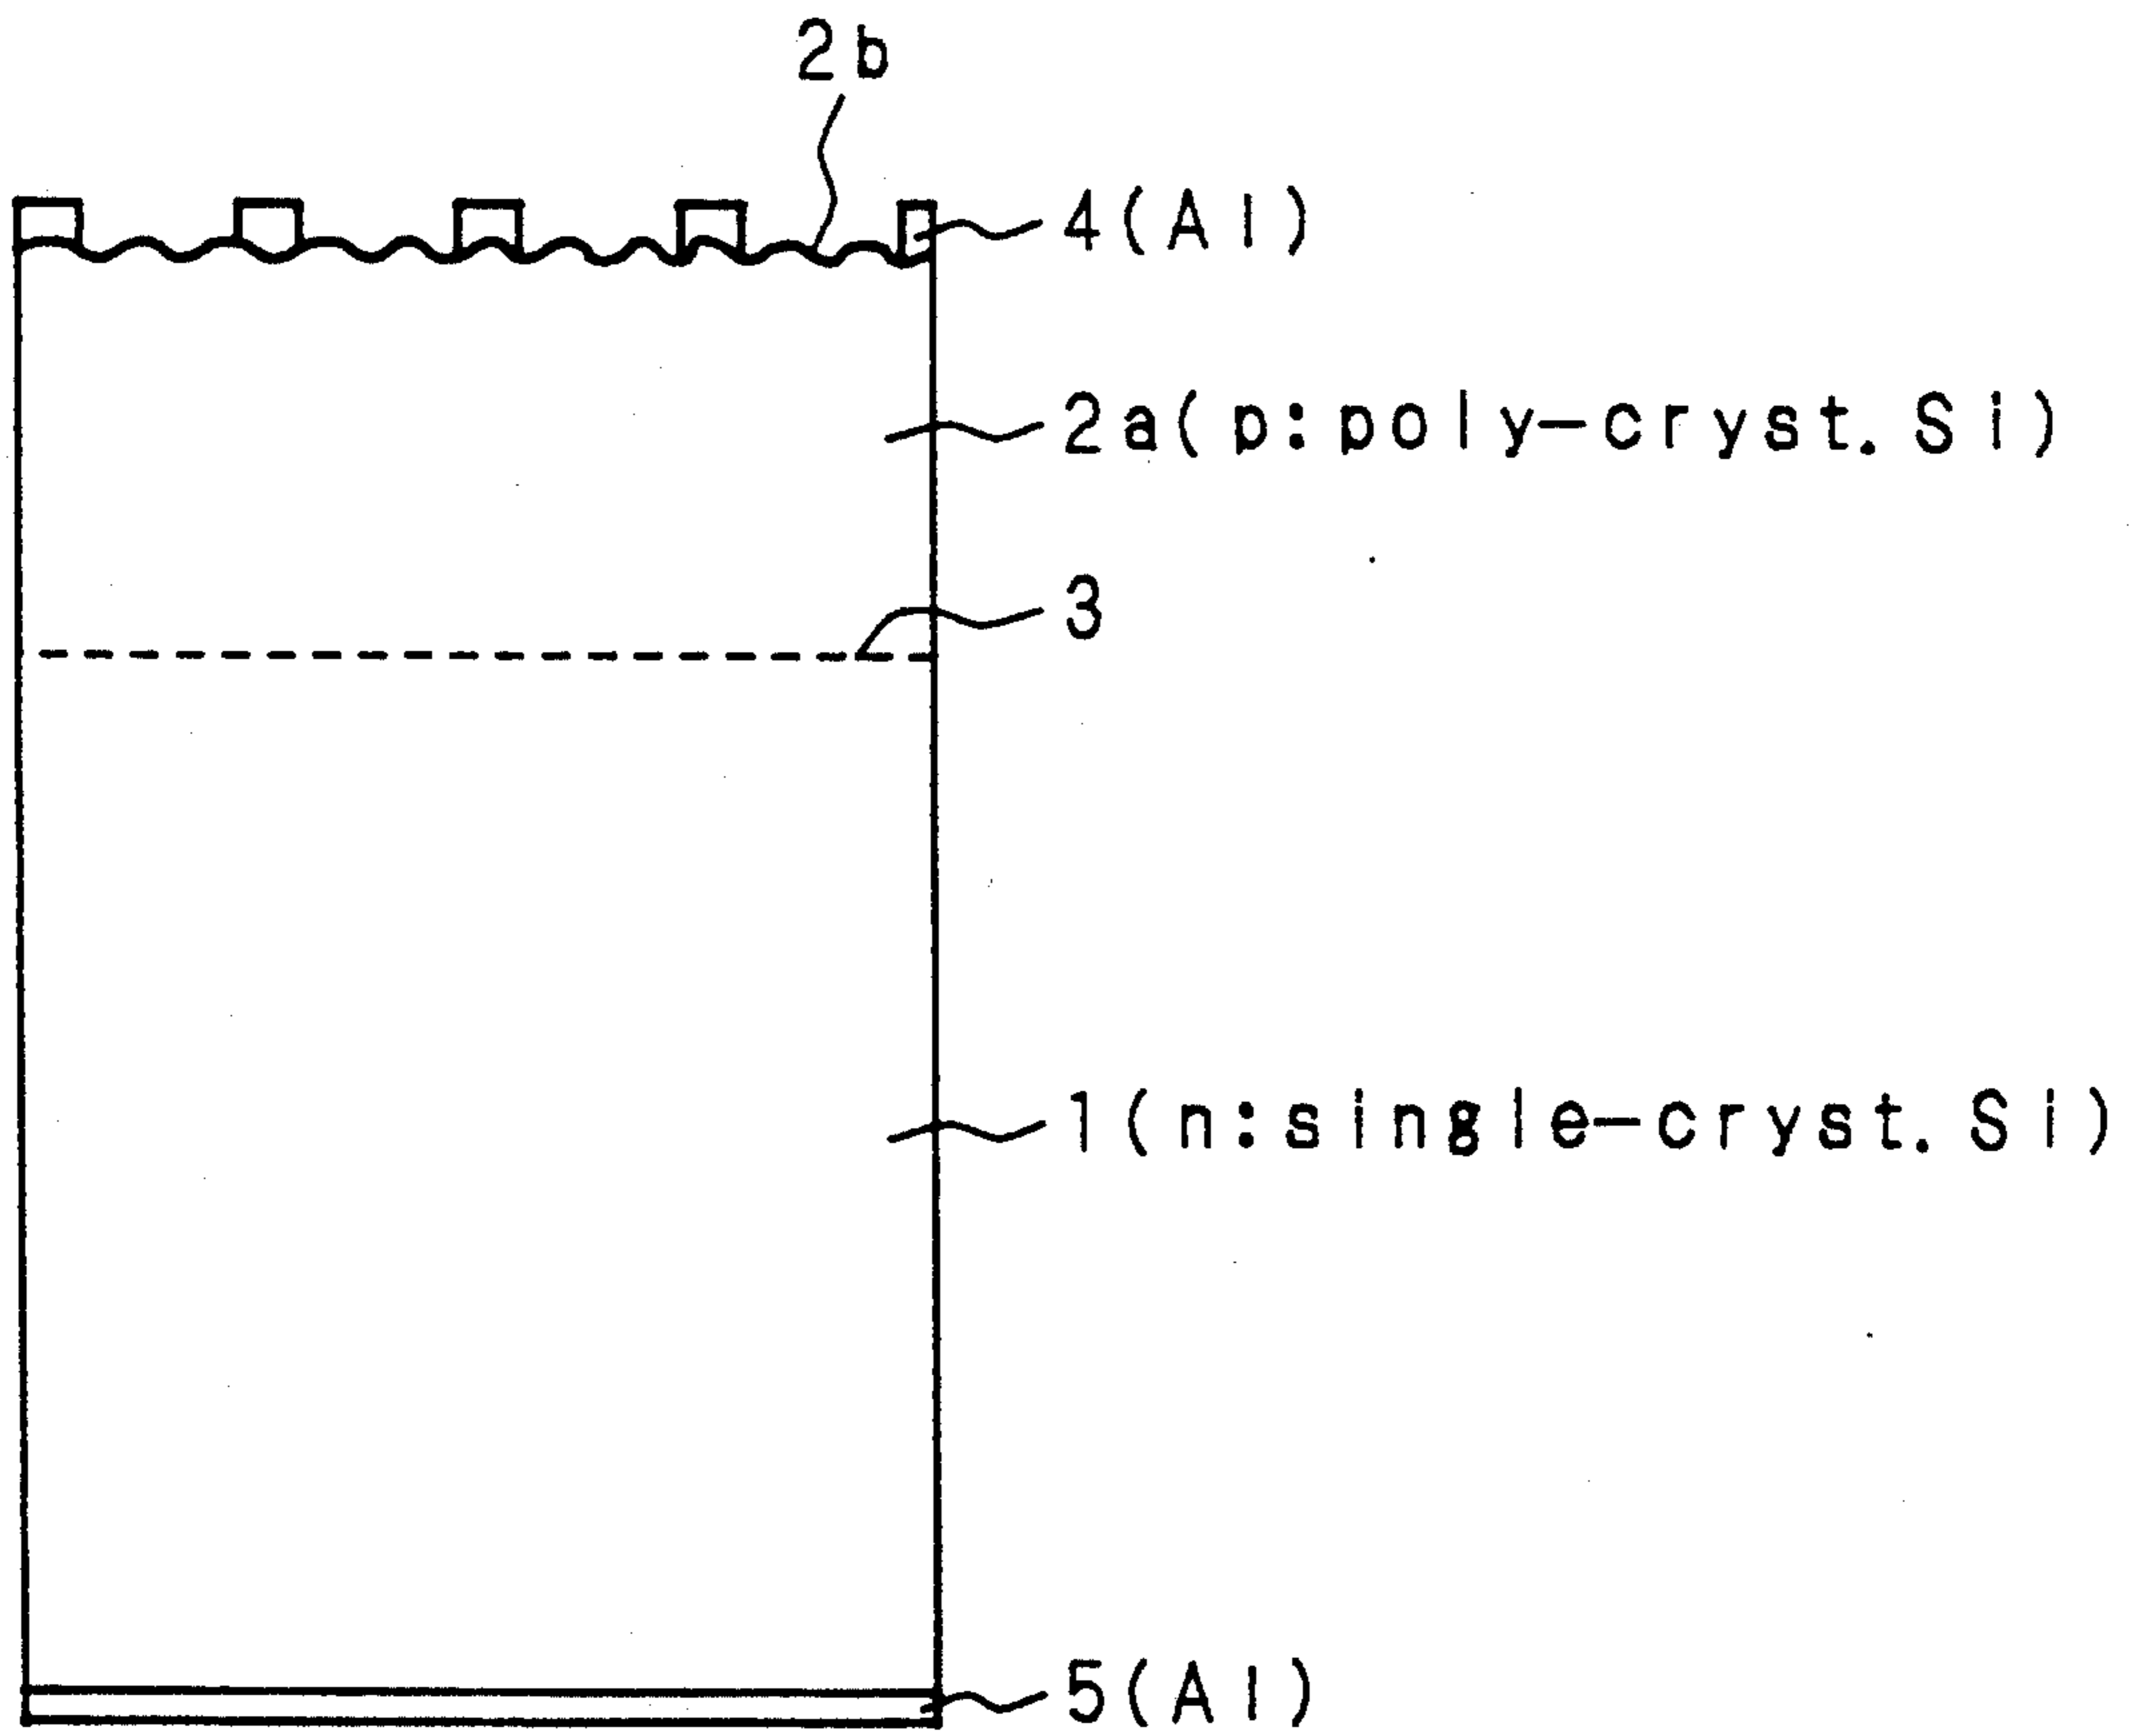 2b
4(Al)
2a(p:poly-cryst.Si)
3
1(n:single-cryst.Si)
5(Al)